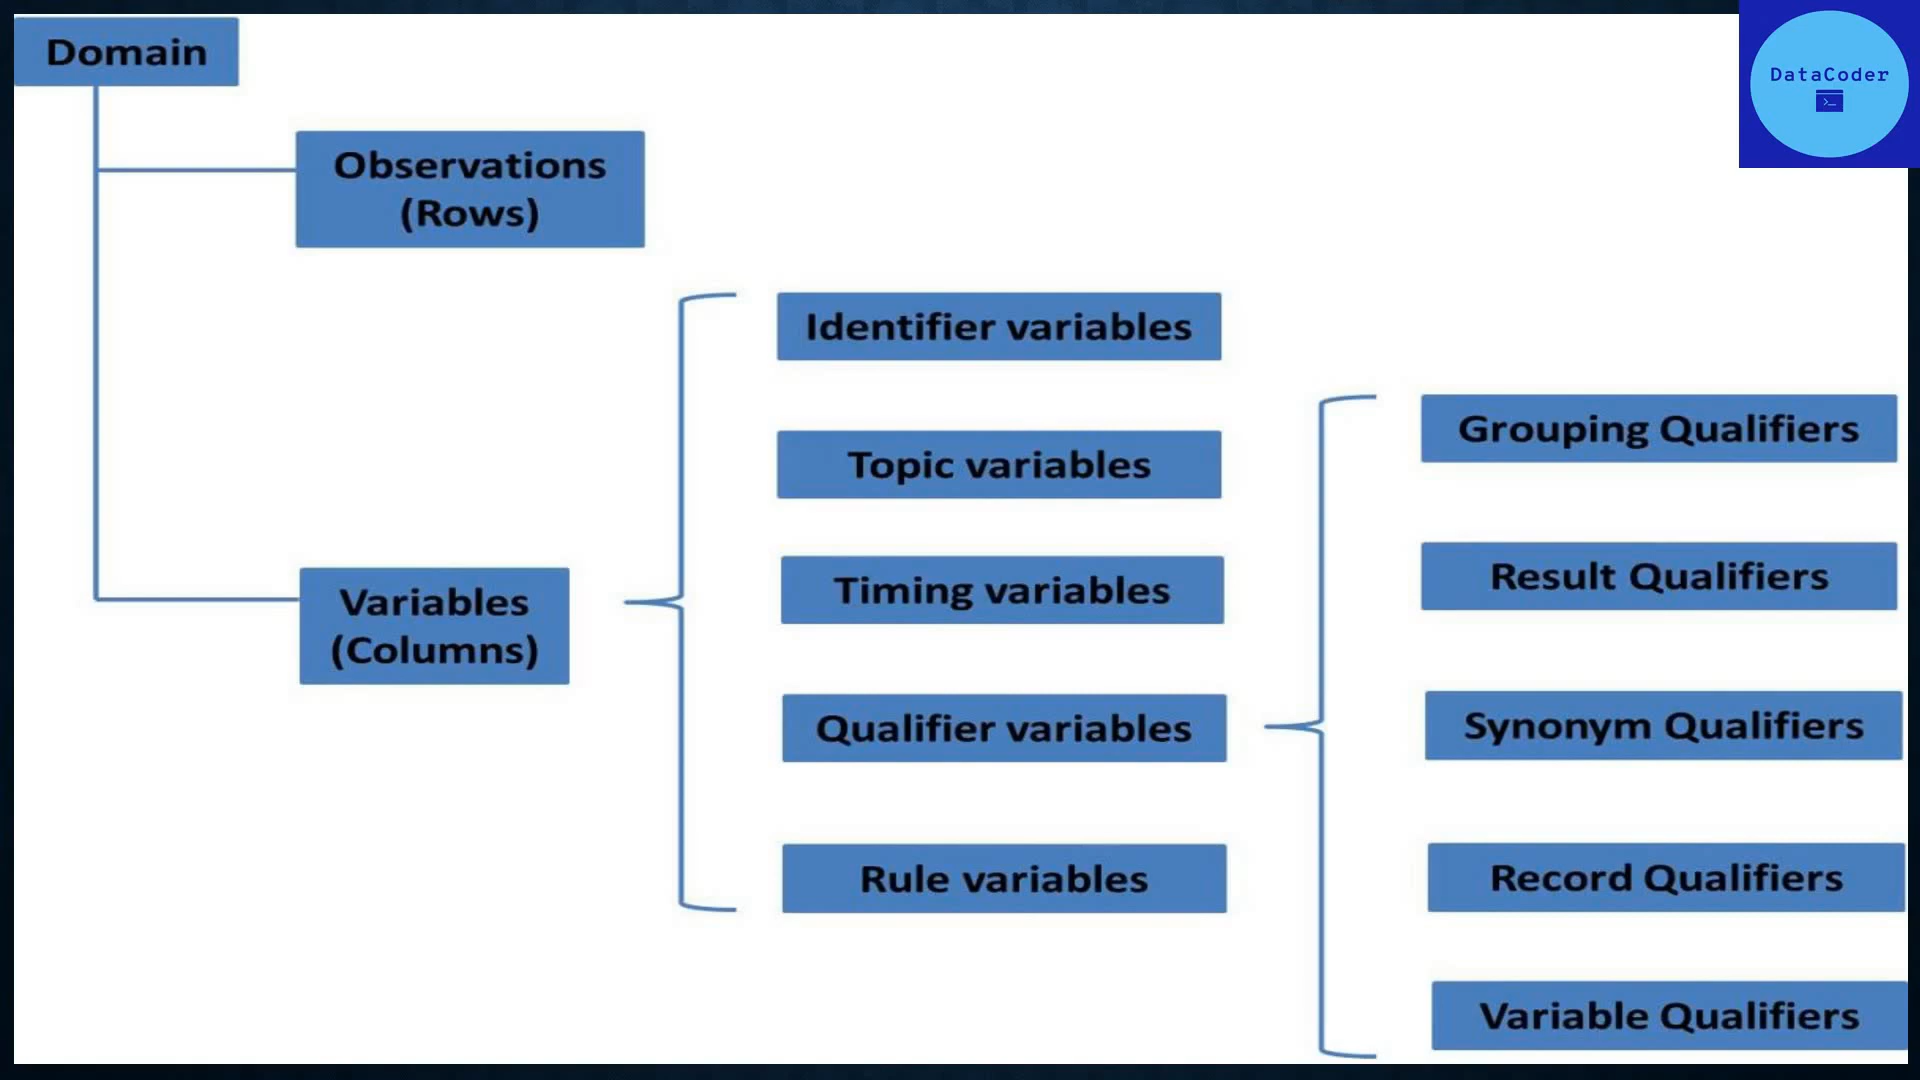 Domain
DataCoder
>_
Observations
(Rows)
Identifier variables
Topic variables
Timing variables
Variables
(Columns)
Qualifier variables
Rule variables
Grouping Qualifiers
Result Qualifiers
Synonym Qualifiers
Record Qualifiers
Variable Qualifiers